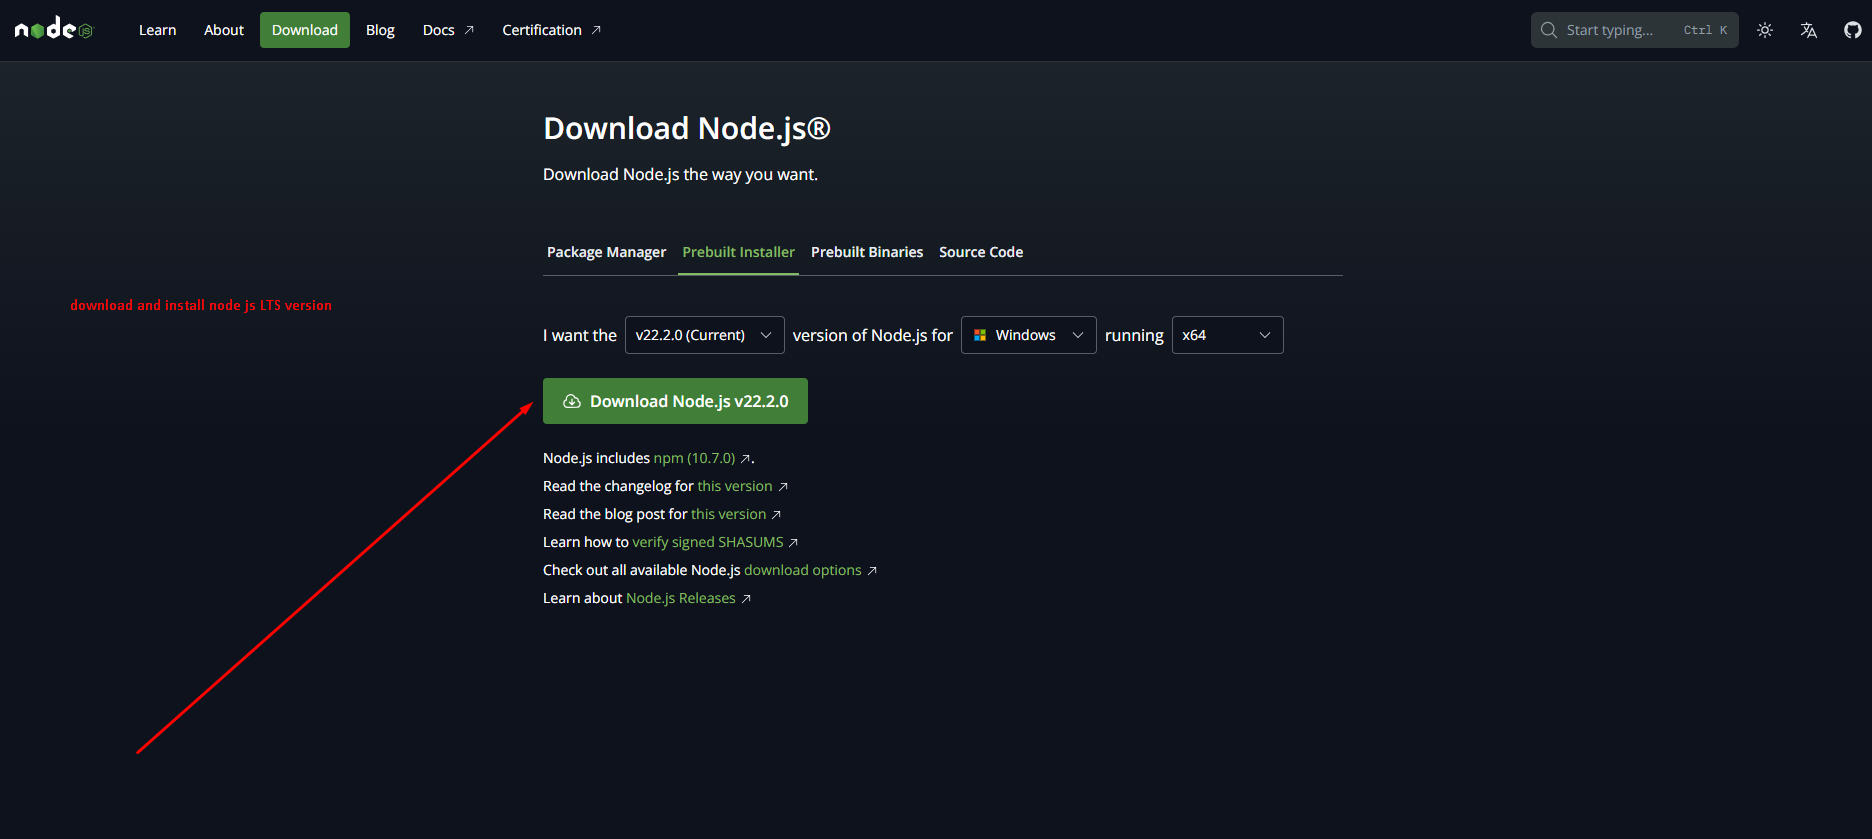 node JS
Learn About Download Blog Docs Certification
Start typing... Ctrl K
Download Node.js®
Download Node.js the way you want.
Package Manager Prebuilt Installer Prebuilt Binaries Source Code
download and install node js LTS version
I want the v22.2.0 (Current) version of Node.js for Windows running x64
Download Node.js v22.2.0
Node.js includes npm (10.7.0).
Read the changelog for this version
Read the blog post for this version
Learn how to verify signed SHASUMS
Check out all available Node.js download options
Learn about Node.js Releases